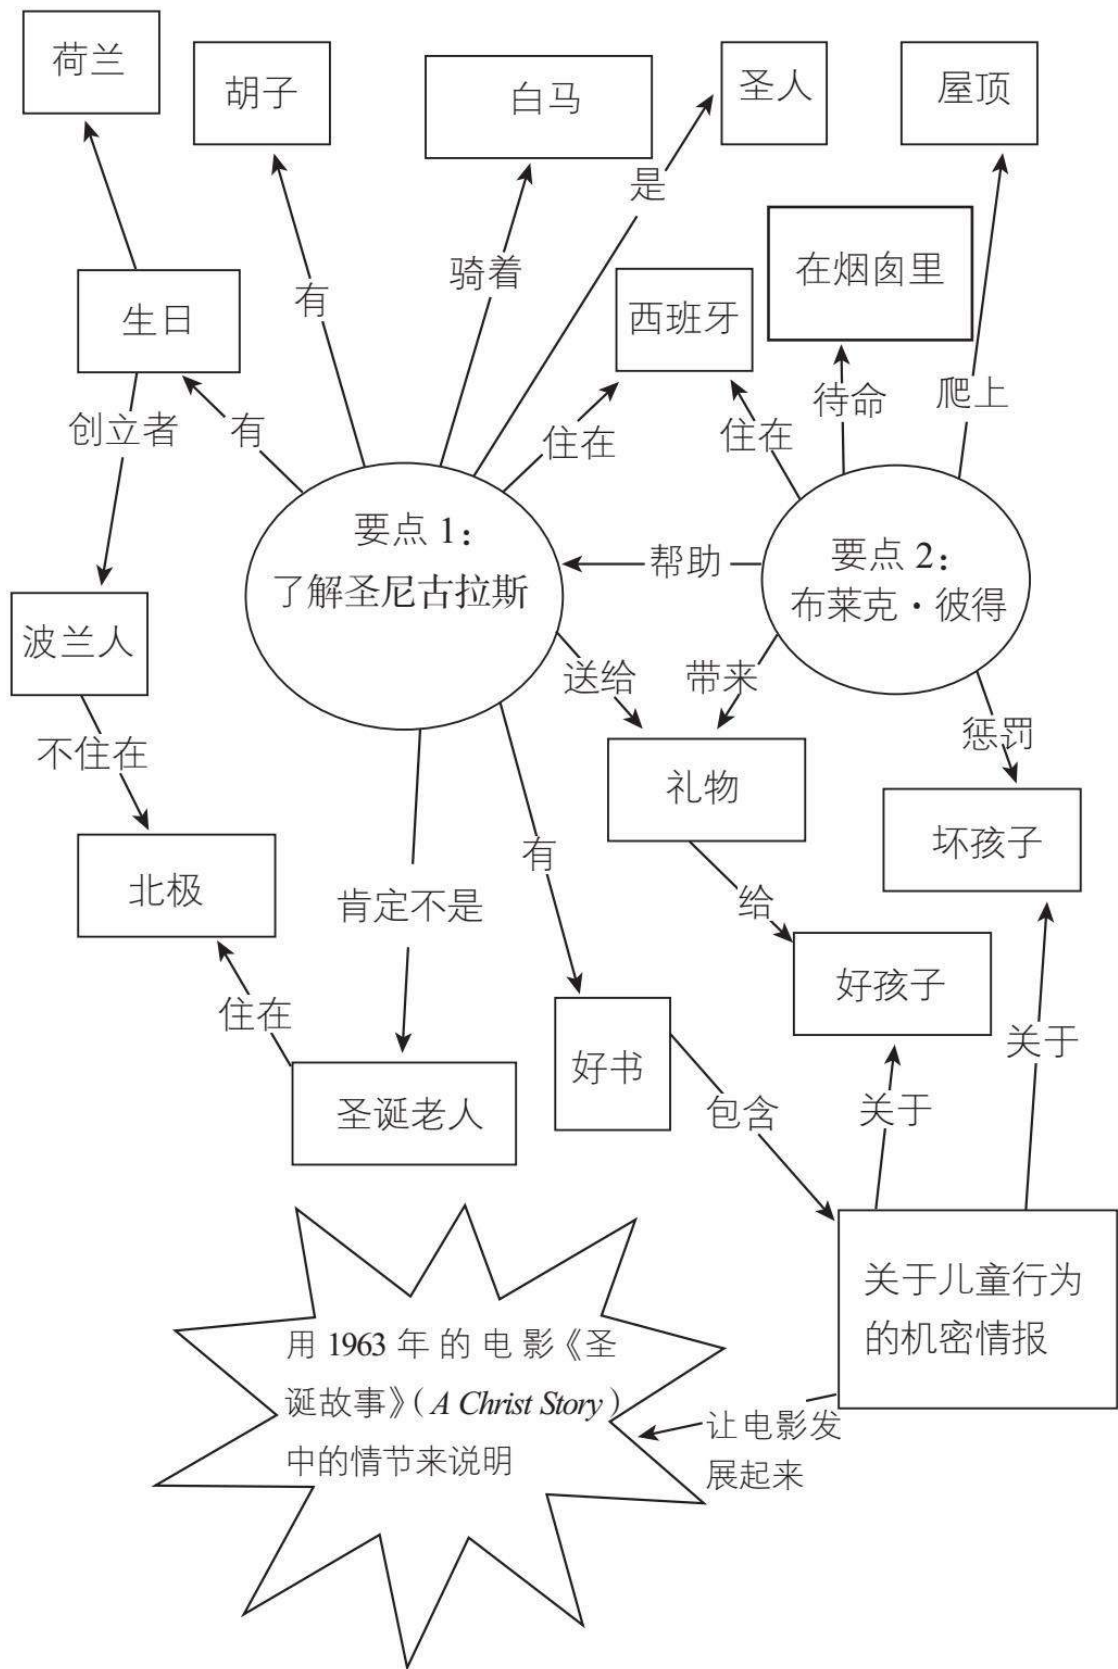 荷兰
胡子
白马
圣人
屋顶
是
骑着
在烟囱里
有
生日
西班牙
待命
爬上
创立者
有
住在
住在
要点 1：
了解圣尼古拉斯
帮助
要点 2：
布莱克・彼得
波兰人
送给
带来
不住在
惩罚
礼物
坏孩子
有
北极
肯定不是
给
好孩子
住在
关于
好书
圣诞老人
包含
关于
关于儿童行为
的机密情报
用 1963 年 的 电 影《圣
诞故事》（A Christ Story）
中的情节来说明
让电影发
展起来